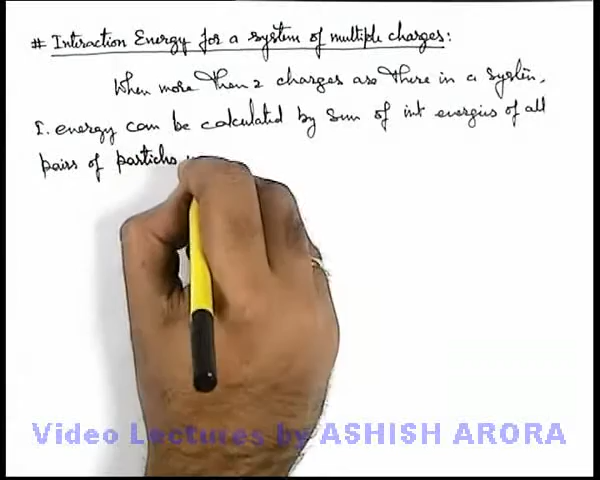 # Interaction Energy for a system of multiple charges :
When more than 2 charges are there in a system,
I. energy can be calculated by sum of int energies of all
pairs of particles
Video Lectures by ASHISH ARORA